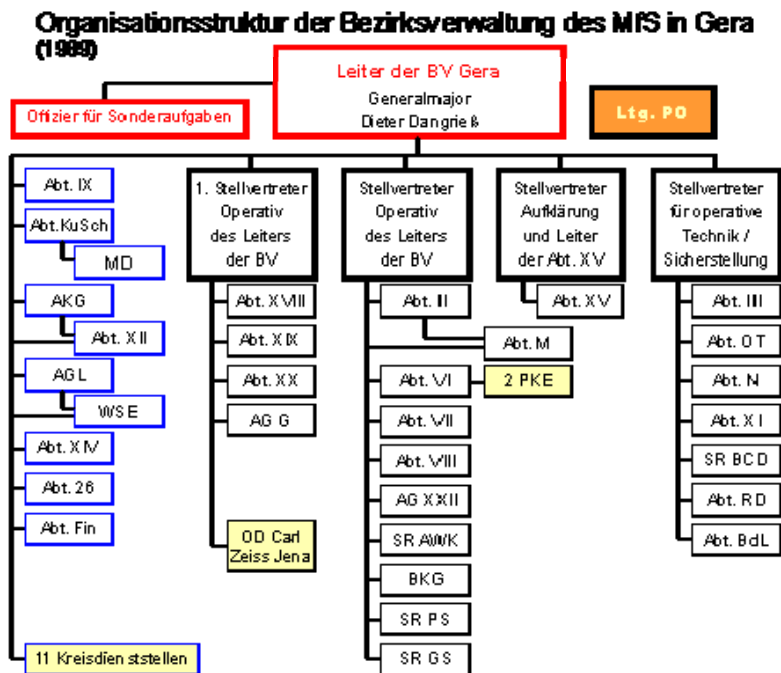 Organisationsstruktur der Bezirksverwaltung des MfS in Gera
(1989)
Leiter der BV Gera
Generalmajor
Dieter Dangrieß
Offizier für Sonderaufgaben
Ltg. PO
Abt. IX
Abt.KuSch
MD
AKG
Abt. XII
AGL
WSE
Abt. XIV
Abt. 26
Abt. Fin
11 Kreisdienststellen
1. Stellvertreter
Operativ
des Leiters
der BV
Abt. XVIII
Abt. XIX
Abt. XX
AG G
OD Carl
Zeiss Jena
Stellvertreter
Operativ
des Leiters
der BV
Abt. II
Abt. M
Abt. VI
2 PKE
Abt. VII
Abt. VIII
AG XXII
SR AWK
BKG
SR PS
SR GS
Stellvertreter
Aufklärung
und Leiter
der Abt. XV
Abt. XV
Stellvertreter
für operative
Technik /
Sicherstellung
Abt. III
Abt. OT
Abt. N
Abt. XI
SR BCD
Abt. RD
Abt. BdL